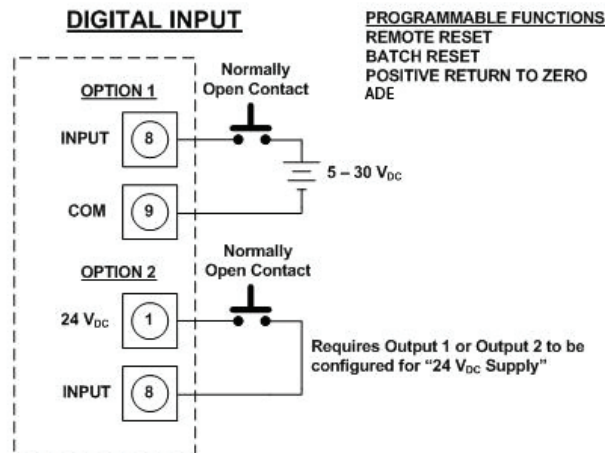 DIGITAL INPUT
PROGRAMMABLE FUNCTIONS
REMOTE RESET
BATCH RESET
POSITIVE RETURN TO ZERO
ADE
OPTION 1
Normally
Open Contact
INPUT
8
5 – 30 VDC
COM
9
OPTION 2
Normally
Open Contact
24 VDC
1
Requires Output 1 or Output 2 to be
configured for “24 VDC Supply”
INPUT
8